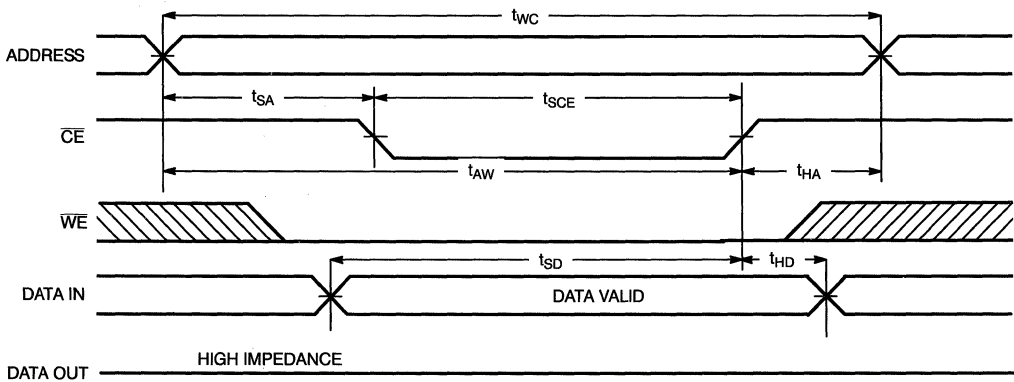 tWC
ADDRESS
tSA
tSCE
CE
tAW
tHA
WE
tSD
tHD
DATA IN
DATA VALID
HIGH IMPEDANCE
DATA OUT